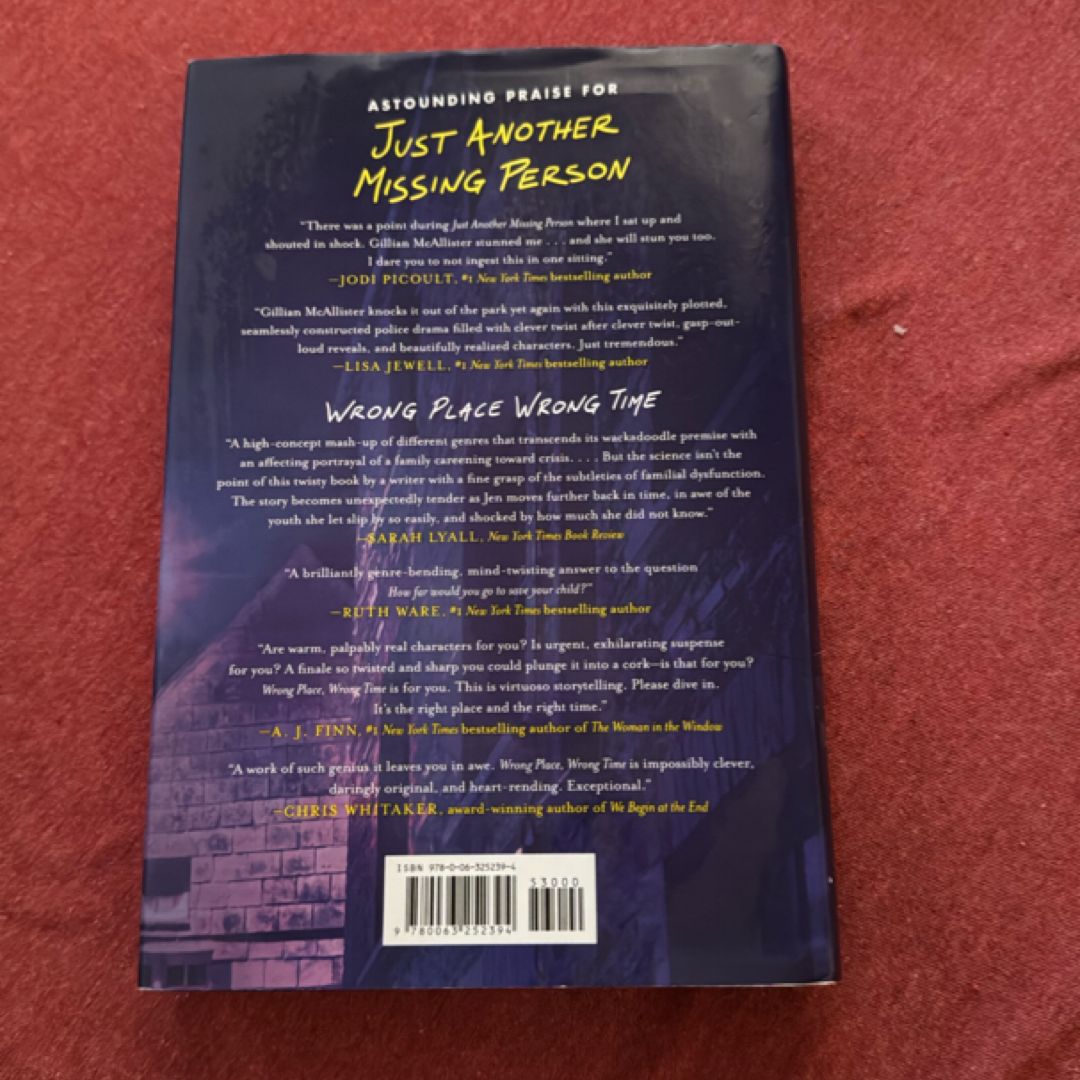 ASTOUNDING PRAISE FOR
JUST ANOTHER
MISSING PERSON
"There was a point during Just Another Missing Person where I sat up and
shouted in shock. Gillian McAllister stunned me . . . and she will stun you too.
I dare you to not ingest this in one sitting."
—JODI PICOULT, #1 New York Times bestselling author
"Gillian McAllister knocks it out of the park yet again with this exquisitely plotted,
seamlessly constructed police drama filled with clever twist after clever twist, gasp-out-
loud reveals, and beautifully realized characters. Just tremendous."
—LISA JEWELL, #1 New York Times bestselling author
WRONG PLACE WRONG TIME
"A high-concept mash-up of different genres that transcends its wackadoodle premise with
an affecting portrayal of a family careening toward crisis. . . . But the science isn't the
point of this twisty book by a writer with a fine grasp of the subtleties of familial dysfunction.
The story becomes unexpectedly tender as Jen moves further back in time, in awe of the
youth she let slip by so easily, and shocked by how much she did not know."
—SARAH LYALL, New York Times Book Review
"A brilliantly genre-bending, mind-twisting answer to the question
How far would you go to save your child?"
—RUTH WARE, #1 New York Times bestselling author
"Are warm, palpably real characters for you? Is urgent, exhilarating suspense
for you? A finale so twisted and sharp you could plunge it into a cork—is that for you?
Wrong Place, Wrong Time is for you. This is virtuoso storytelling. Please dive in.
It's the right place and the right time."
—A. J. FINN, #1 New York Times bestselling author of The Woman in the Window
"A work of such genius it leaves you in awe. Wrong Place, Wrong Time is impossibly clever,
daringly original, and heart-rending. Exceptional."
—CHRIS WHITAKER, award-winning author of We Begin at the End
ISBN 978-0-06-325239-4
53000
9 780063 252394